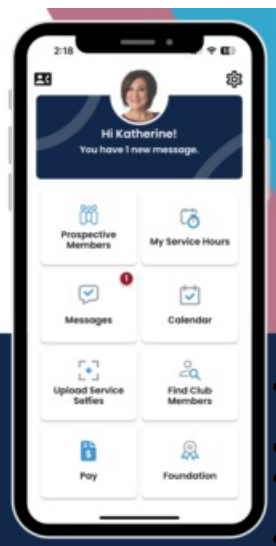 2:18
Hi Katherine!
You have 1 new message.
Prospective
Members
My Service Hours
Messages
Calendar
Upload Service
Selfies
Find Club
Members
Pay
Foundation